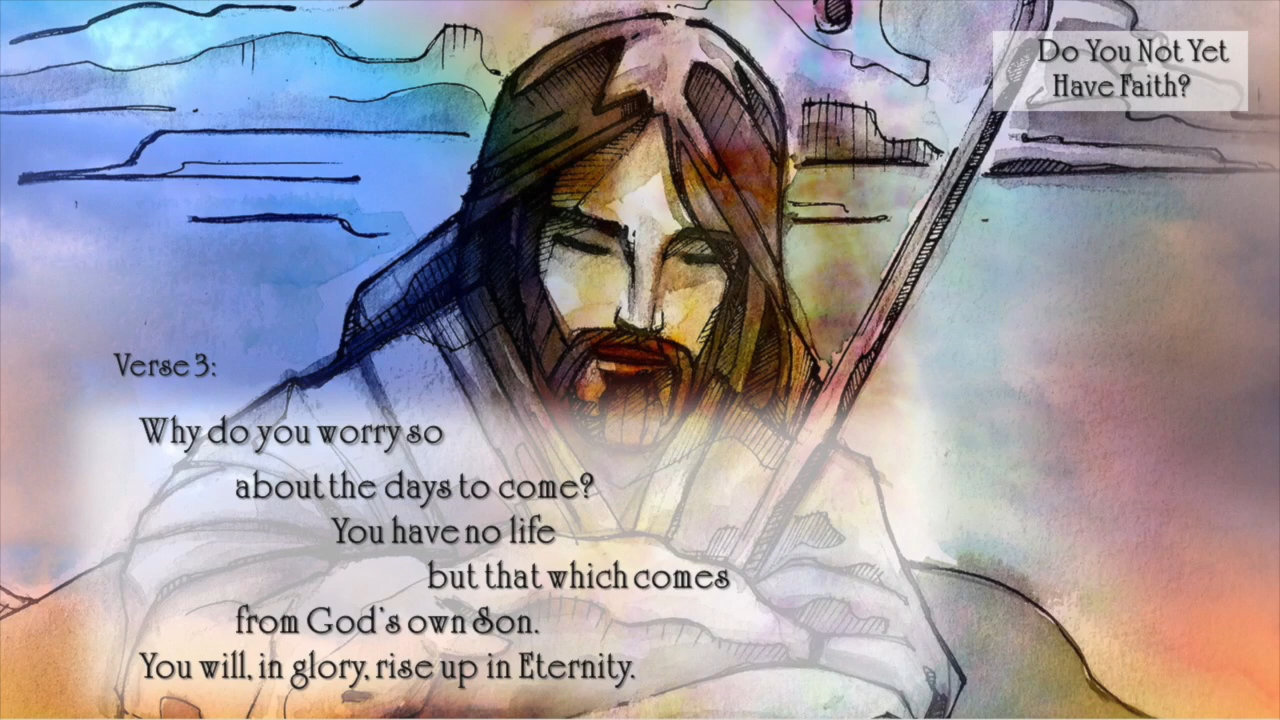 Do You Not Yet
Have Faith?
Verse 3:
Why do you worry so
about the days to come?
You have no life
but that which comes
from God's own Son.
You will, in glory, rise up in Eternity.